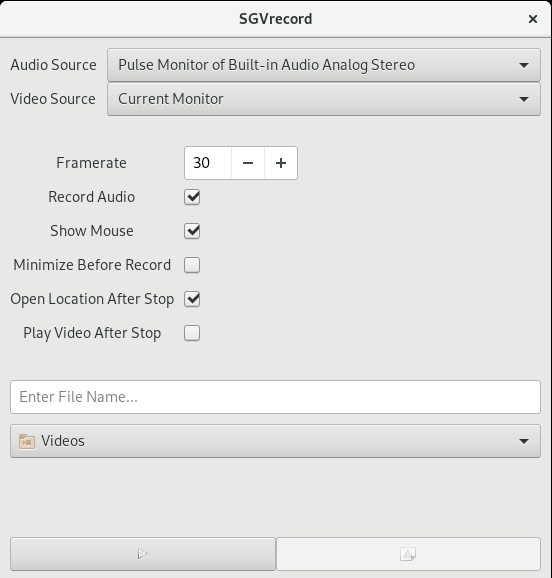 SGVrecord
Audio Source Pulse Monitor of Built-in Audio Analog Stereo
Video Source Current Monitor
Framerate 30
Record Audio
Show Mouse
Minimize Before Record
Open Location After Stop
Play Video After Stop
Enter File Name...
Videos